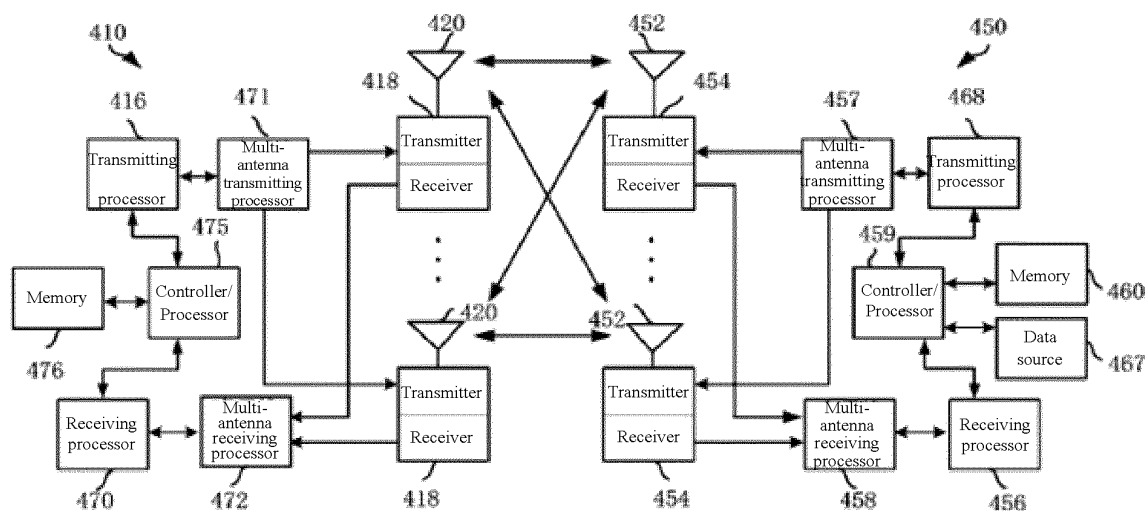 410
420
452
450
416
471
418
454
457
468
Transmitting
processor
Multi-
antenna
transmitting
processor
Transmitter
Receiver
Transmitter
Receiver
Multi-
antenna
transmitting
processor
Transmitting
processor
475
459
Memory
Controller/
Processor
Controller/
Processor
Memory
460
476
420
452
Data
source
467
Receiving
processor
Multi-
antenna
receiving
processor
Transmitter
Receiver
Transmitter
Receiver
Multi-
antenna
receiving
processor
Receiving
processor
470
472
418
454
458
456